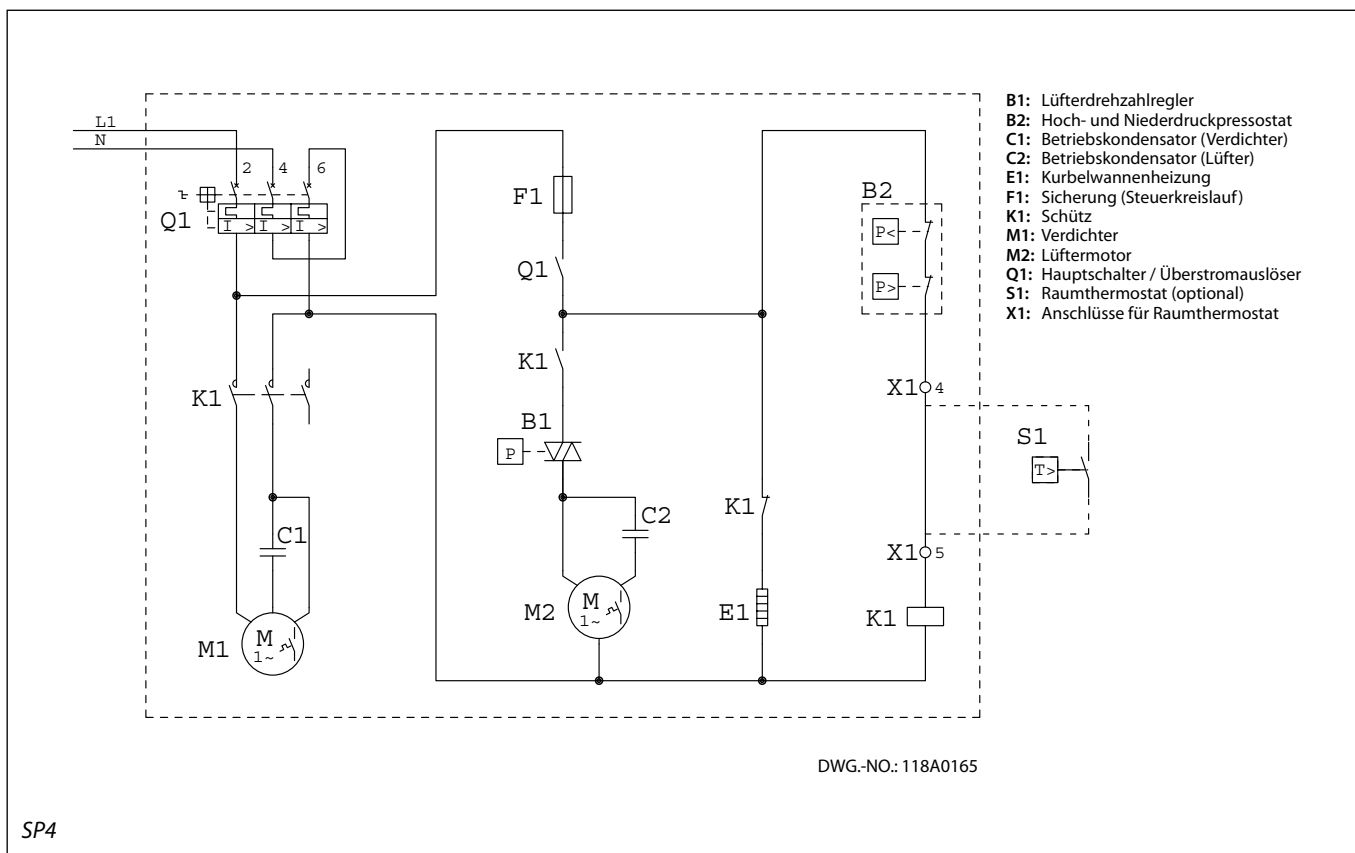 L1
N
2 4 6
Q1
I > I > I >
K1
C1
M1
M
1~
F1
Q1
K1
B1
P
C2
M2
M
1~
K1
E1
B2
P<
P>
X1 4
S1
T>
X1 5
K1
B1: Lüfterdrehzahlregler
B2: Hoch- und Niederdruckpressostat
C1: Betriebskondensator (Verdichter)
C2: Betriebskondensator (Lüfter)
E1: Kurbelwannenheizung
F1: Sicherung (Steuerkreislauf)
K1: Schütz
M1: Verdichter
M2: Lüftermotor
Q1: Hauptschalter / Überstromauslöser
S1: Raumthermostat (optional)
X1: Anschlüsse für Raumthermostat
DWG.-NO.: 118A0165
SP4